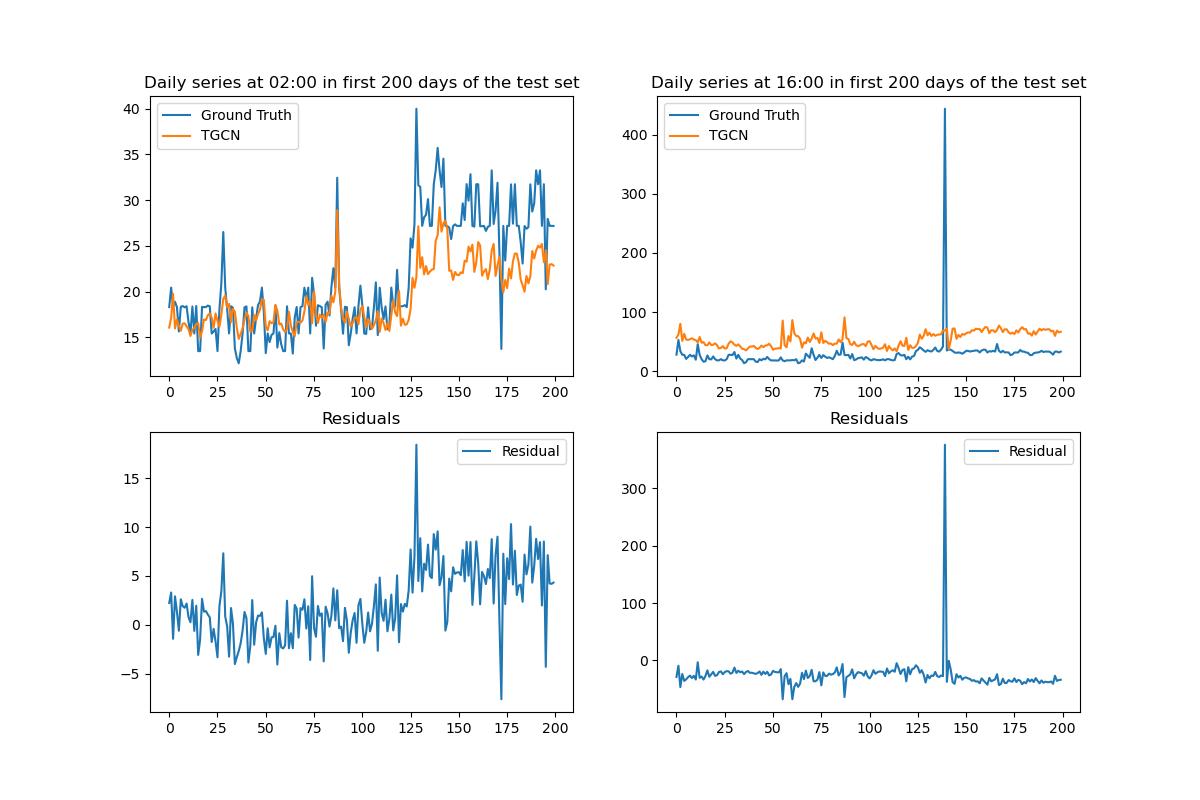 Daily series at 02:00 in first 200 days of the test set
Ground Truth
TGCN
40
35
30
25
20
15
0 25 50 75 100 125 150 175 200
Daily series at 16:00 in first 200 days of the test set
Ground Truth
TGCN
400
300
200
100
0
0 25 50 75 100 125 150 175 200
Residuals
Residual
15
10
5
0
−5
0 25 50 75 100 125 150 175 200
Residuals
Residual
300
200
100
0
0 25 50 75 100 125 150 175 200